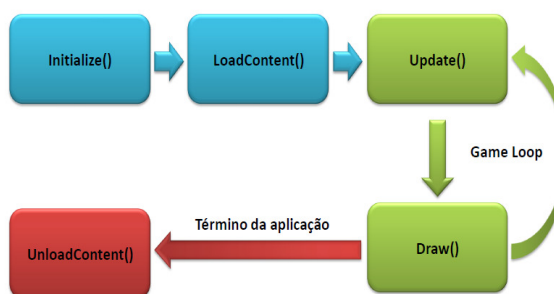 Initialize()
LoadContent()
Update()
Game Loop
Término da aplicação
UnloadContent()
Draw()